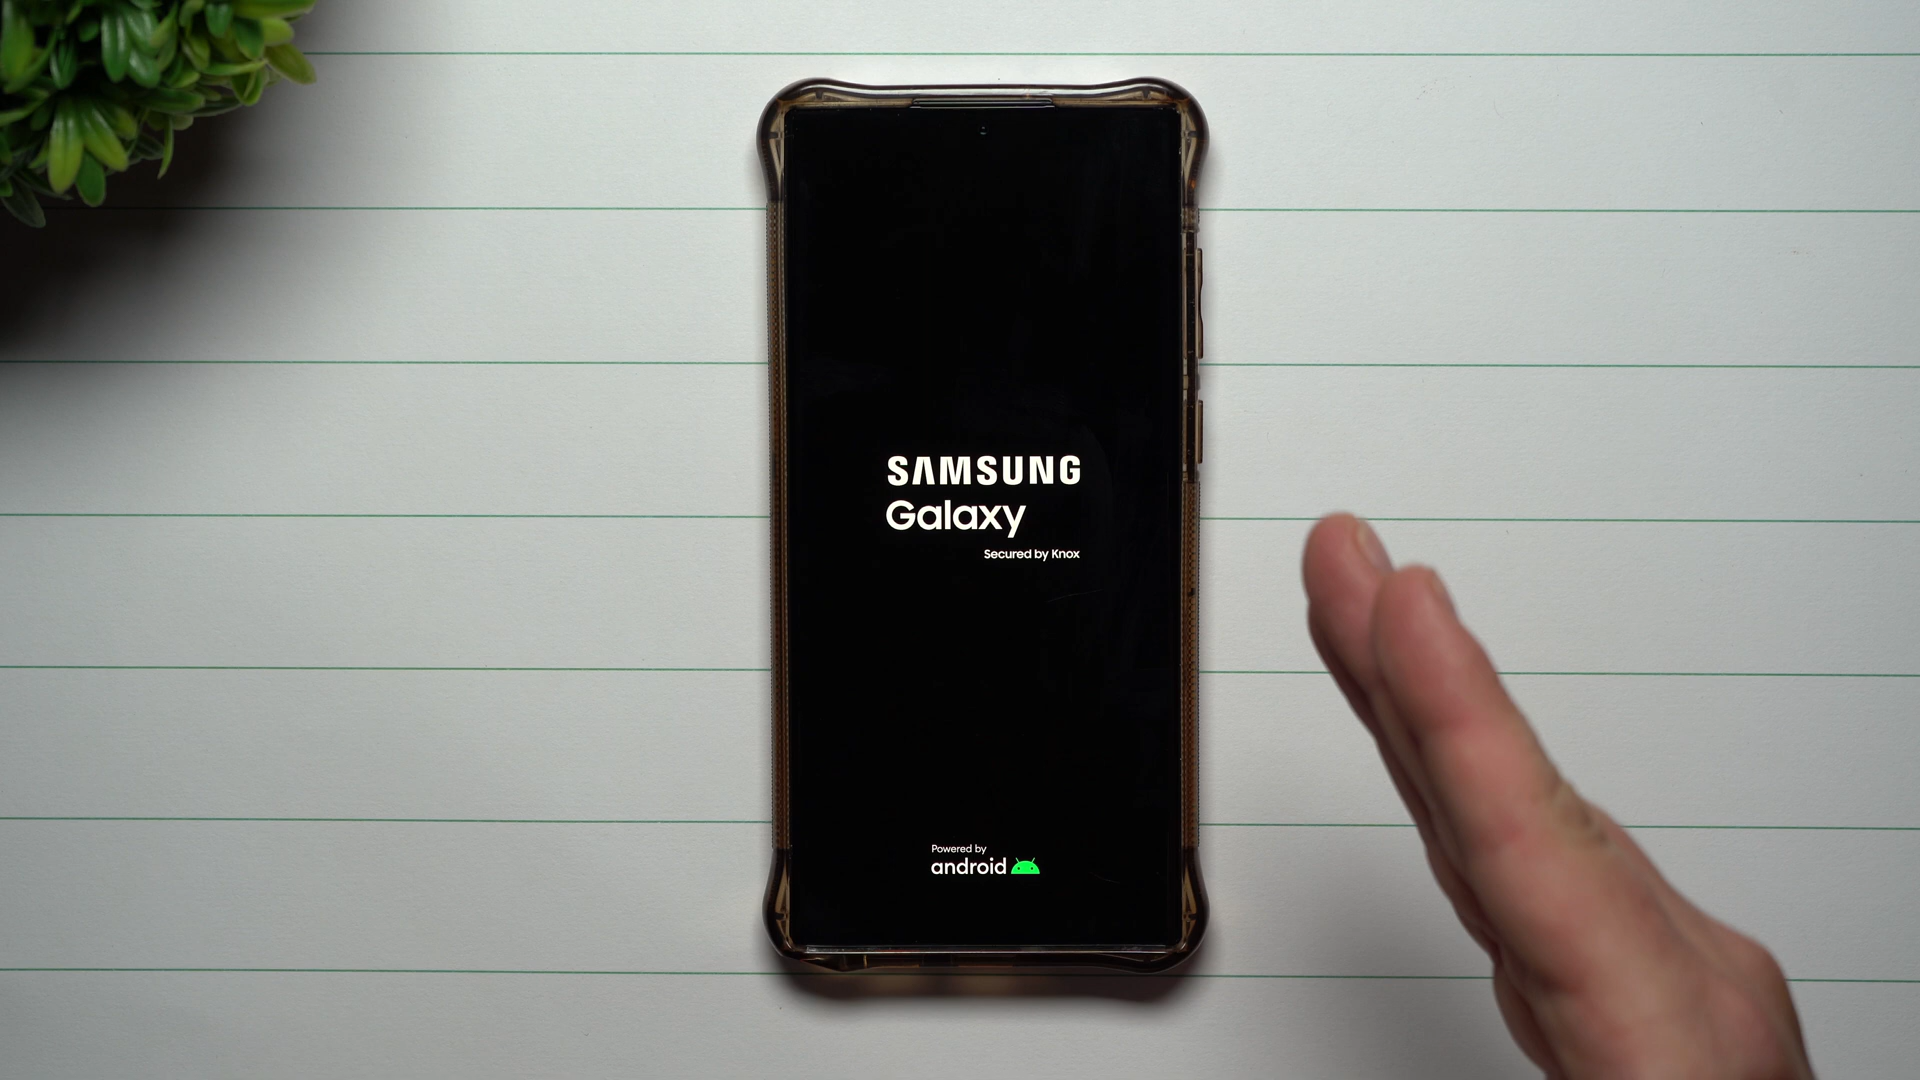 SAMSUNG
Galaxy
Secured by Knox
Powered by
android